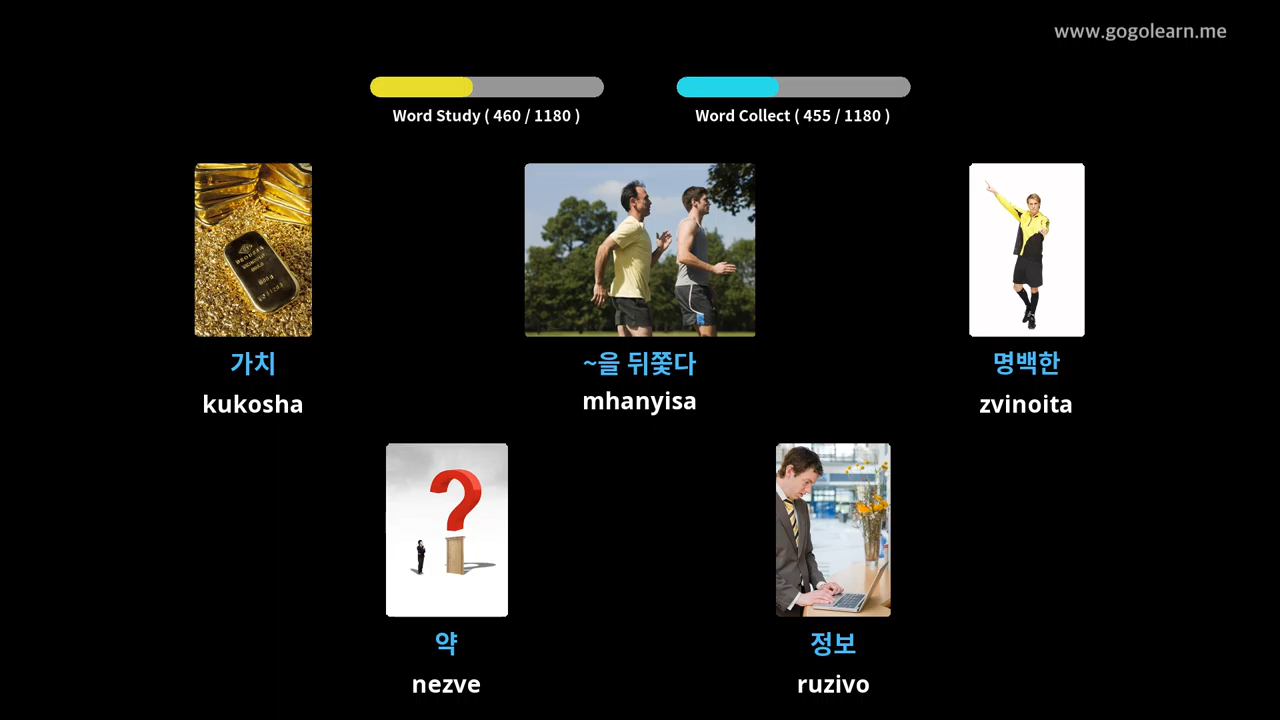 www.gogolearn.me
Word Study ( 460 / 1180 )
Word Collect ( 455 / 1180 )
가치
kukosha
~을 뒤쫓다
mhanyisa
명백한
zvinoita
약
nezve
정보
ruzivo